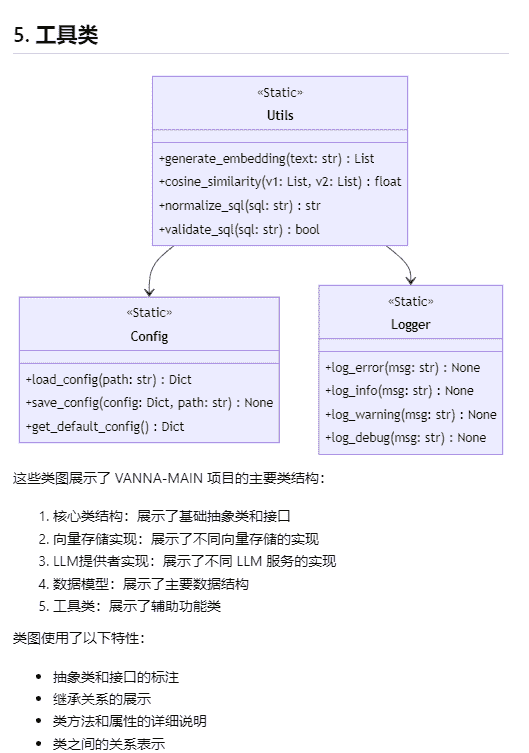 5. 工具类
«Static»
Utils
+generate_embedding(text: str) : List
+cosine_similarity(v1: List, v2: List) : float
+normalize_sql(sql: str) : str
+validate_sql(sql: str) : bool
«Static»
Config
+load_config(path: str) : Dict
+save_config(config: Dict, path: str) : None
+get_default_config() : Dict
«Static»
Logger
+log_error(msg: str) : None
+log_info(msg: str) : None
+log_warning(msg: str) : None
+log_debug(msg: str) : None
这些类图展示了 VANNA-MAIN 项目的主要类结构：
1. 核心类结构：展示了基础抽象类和接口
2. 向量存储实现：展示了不同向量存储的实现
3. LLM提供者实现：展示了不同 LLM 服务的实现
4. 数据模型：展示了主要数据结构
5. 工具类：展示了辅助功能类
类图使用了以下特性：
• 抽象类和接口的标注
• 继承关系的展示
• 类方法和属性的详细说明
• 类之间的关系表示